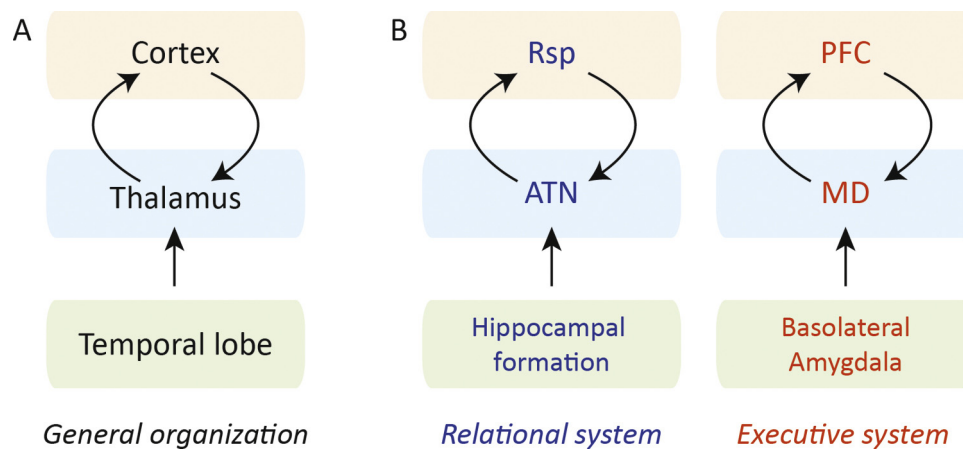 A
Cortex
Thalamus
Temporal lobe
General organization
B
Rsp
ATN
Hippocampal
formation
Relational system
PFC
MD
Basolateral
Amygdala
Executive system